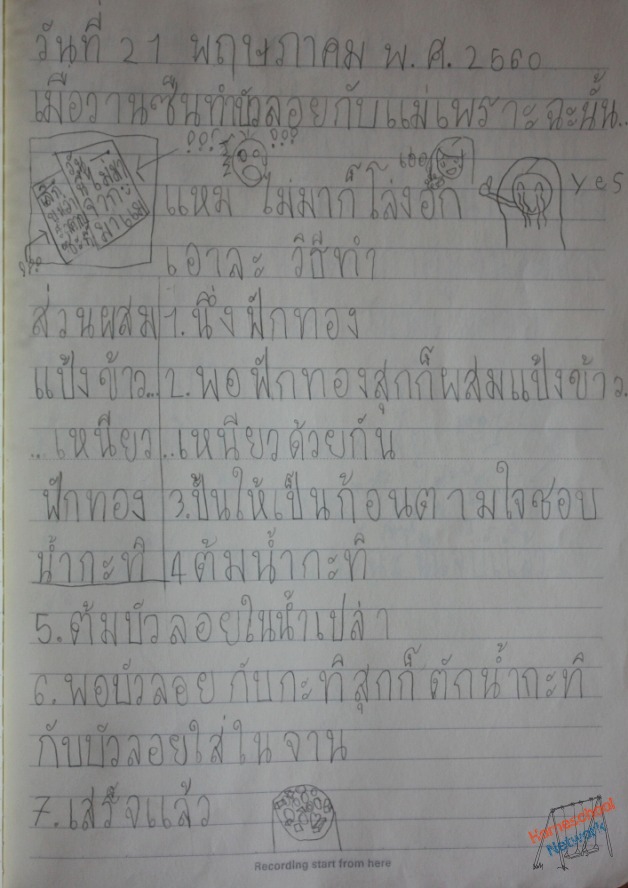 วันที่ 21 พฤษภาคม พ.ศ. 2560
เมื่อวานซืนทำบัวลอยกับแม่เพราะฉะนั้น..
แหม ไม่มาก็โล่งอก
Yes
เอาละ วิธีทำ
ส่วนผสม 1. นึ่งฟักทอง
แป้งข้าว.. 2. พอฟักทองสุกก็ผสมแป้งข้าว..
..เหนียว ..เหนียวด้วยกัน
ฟักทอง 3. ปั้นให้เป็นก้อนตามใจชอบ
น้ำกะทิ 4 ต้มน้ำกะทิ
5. ต้มบัวลอยในน้ำเปล่า
6. พอบัวลอย กับกะทิสุกก็ ตักน้ำกะทิ
กับบัวลอยใส่ใน จาน
7. เสร็จแล้ว
Homeschool
Network
Recording start from here